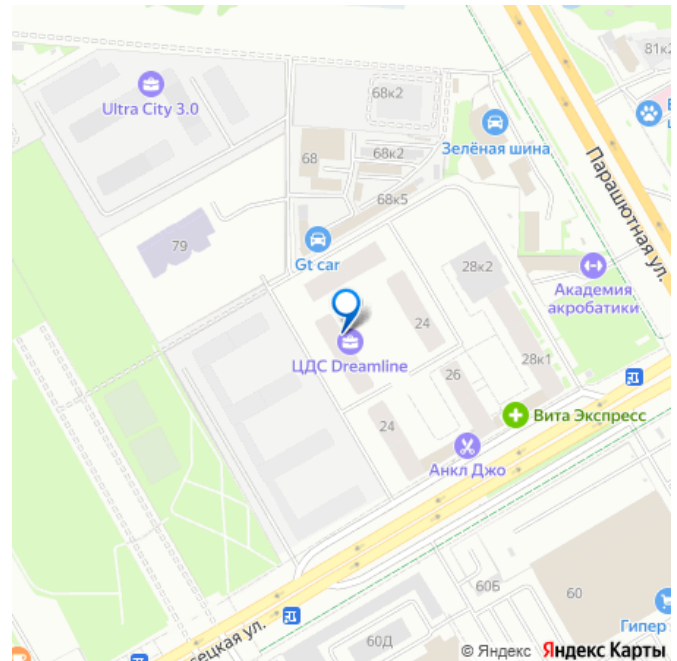 81к2
68к2
Ultra City 3.0
Зелёная шина
68
68к2
Парашютная ул.
68к5
79
Gt car
28к2
Академия
акробатики
24
ЦДС Dreamline
28к1
26
24
Вита Экспресс
Анкл Джо
60Б
60
Гипер
60Д
© Яндекс Яндекс Карты